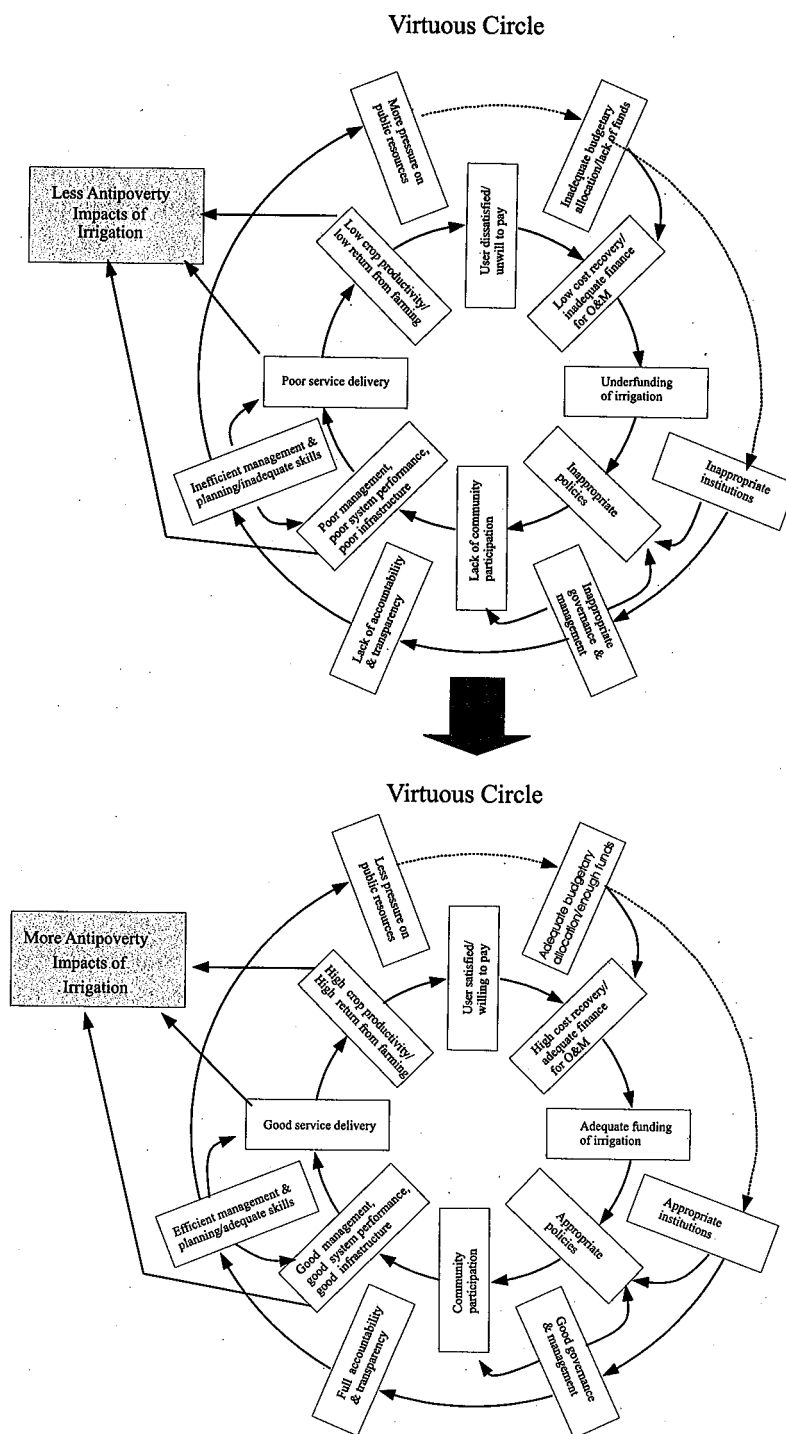 Virtuous Circle
More pressure on
public resources
Inadequate budgetary
allocation/lack of funds
Less Antipoverty
Impacts of
Irrigation
Low crop productivity/
low return from farming
User dissatisfied/
unwill to pay
Low cost recovery/
inadequate finance
for O&M
Poor service delivery
Underfunding
of irrigation
Inefficient management &
planning/inadequate skills
Poor management,
poor system performance,
poor infrastructure
Lack of community
participation
Inappropriate
policies
Inappropriate
institutions
Lack of accountability
& transparency
Inappropriate
governance &
management
Virtuous Circle
Less pressure on
public resources
Adequate budgetary
allocation/enough funds
More Antipoverty
Impacts of
Irrigation
High crop productivity/
High return from farming
User satisfied/
willing to pay
High cost recovery/
adequate finance
for O&M
Good service delivery
Adequate funding
of irrigation
Efficient management &
planning/adequate skills
Good management,
good system performance,
good infrastructure
Community
participation
Appropriate
policies
Appropriate
institutions
Full accountability
& transparency
Good governance
& management